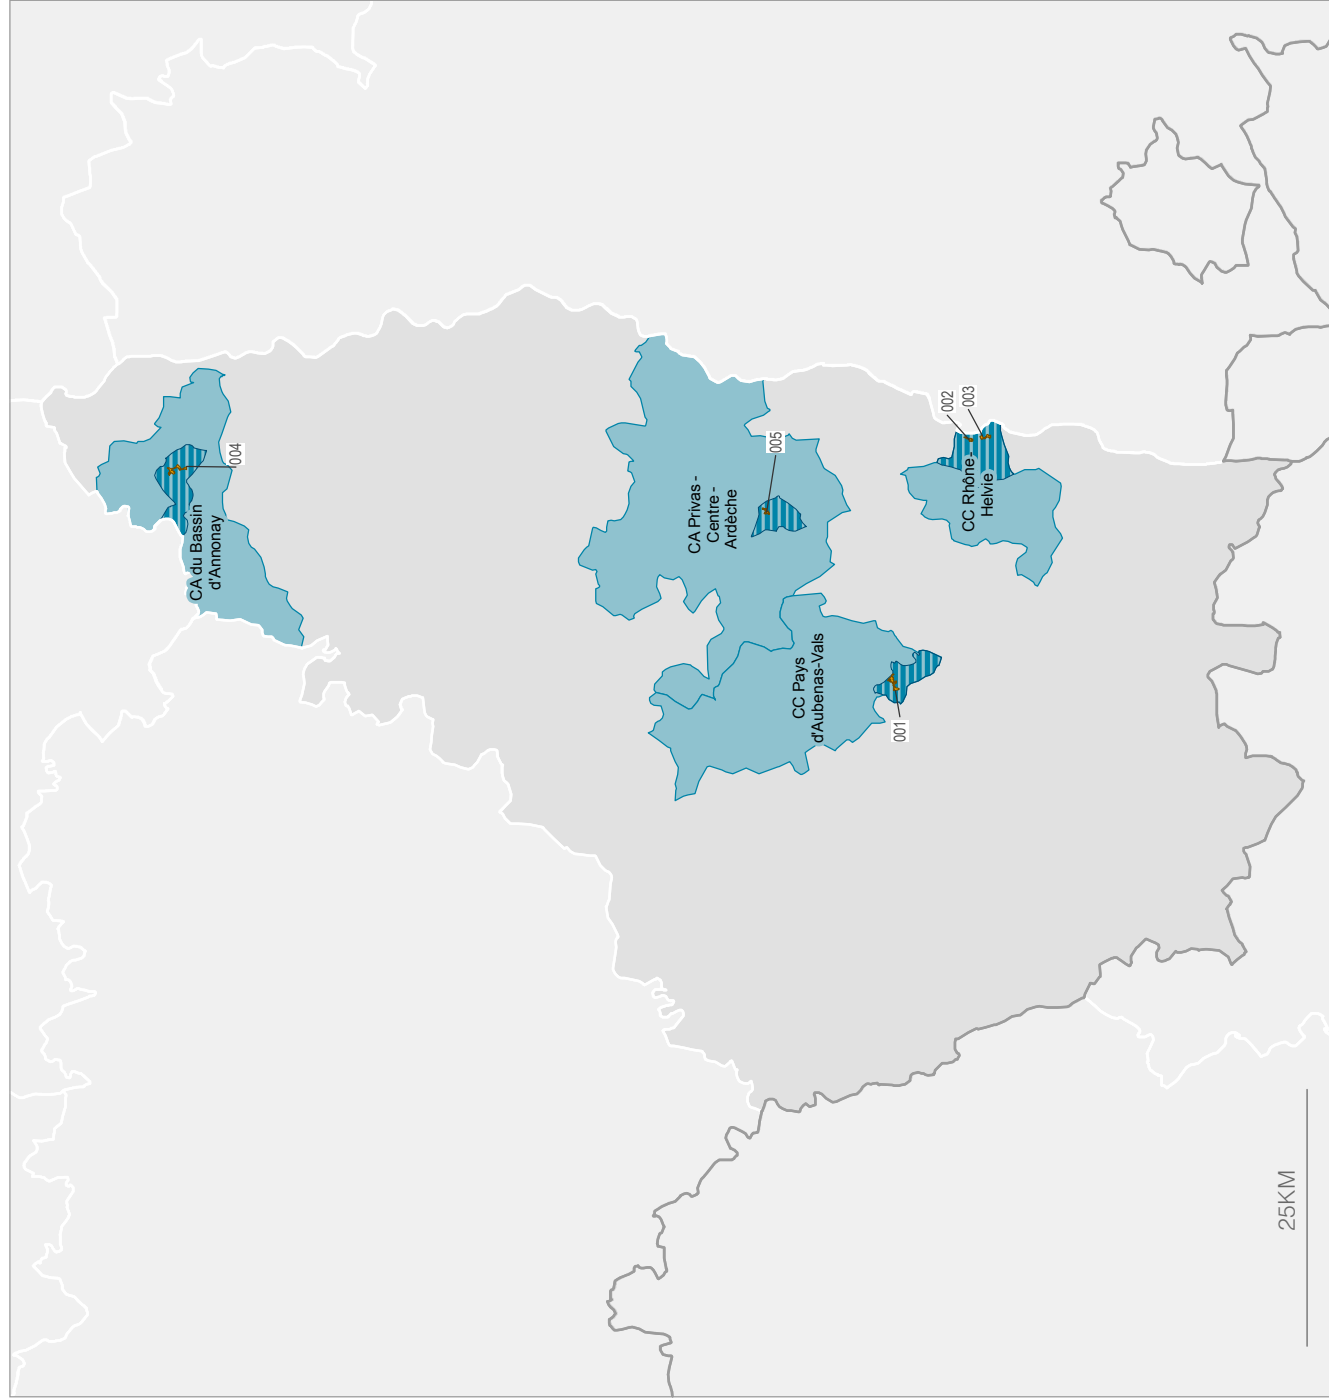 004
CA du Bassin
d'Annonay
002
003
005
CA Privas -
Centre -
Ardèche
CC Rhône-
Helvie
CC Pays
d'Aubenas-Vals
001
25KM